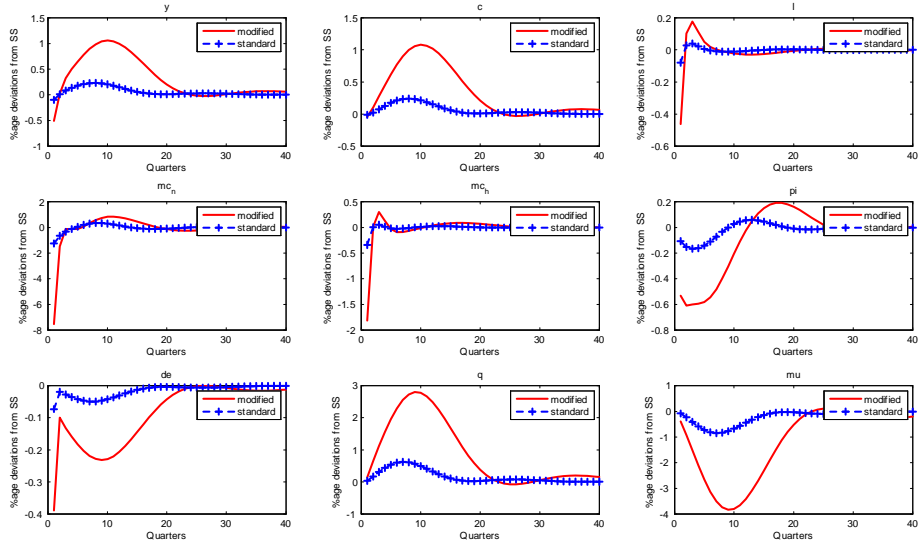 y
1.5
1
0.5
0
-0.5
-1
%age deviations from SS
0 10 20 30 40
Quarters
modified
standard
c
1.5
1
0.5
0
-0.5
%age deviations from SS
0 10 20 30 40
Quarters
modified
standard
l
0.2
0
-0.2
-0.4
-0.6
%age deviations from SS
0 10 20 30 40
Quarters
modified
standard
mc_n
2
0
-2
-4
-6
-8
%age deviations from SS
0 10 20 30 40
Quarters
modified
standard
mc_h
0.5
0
-0.5
-1
-1.5
-2
%age deviations from SS
0 10 20 30 40
Quarters
modified
standard
pi
0.2
0
-0.2
-0.4
-0.6
-0.8
%age deviations from SS
0 10 20 30 40
Quarters
modified
standard
de
0
-0.1
-0.2
-0.3
-0.4
%age deviations from SS
0 10 20 30 40
Quarters
modified
standard
q
3
2
1
0
-1
%age deviations from SS
0 10 20 30 40
Quarters
modified
standard
mu
1
0
-1
-2
-3
-4
%age deviations from SS
0 10 20 30 40
Quarters
modified
standard